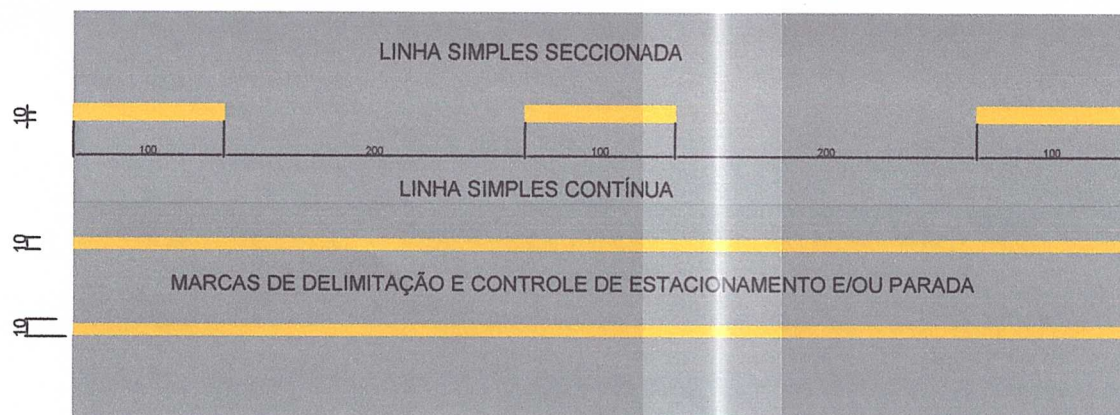 LINHA SIMPLES SECCIONADA
10
100 200 100 200 100
LINHA SIMPLES CONTÍNUA
10
MARCAS DE DELIMITAÇÃO E CONTROLE DE ESTACIONAMENTO E/OU PARADA
10